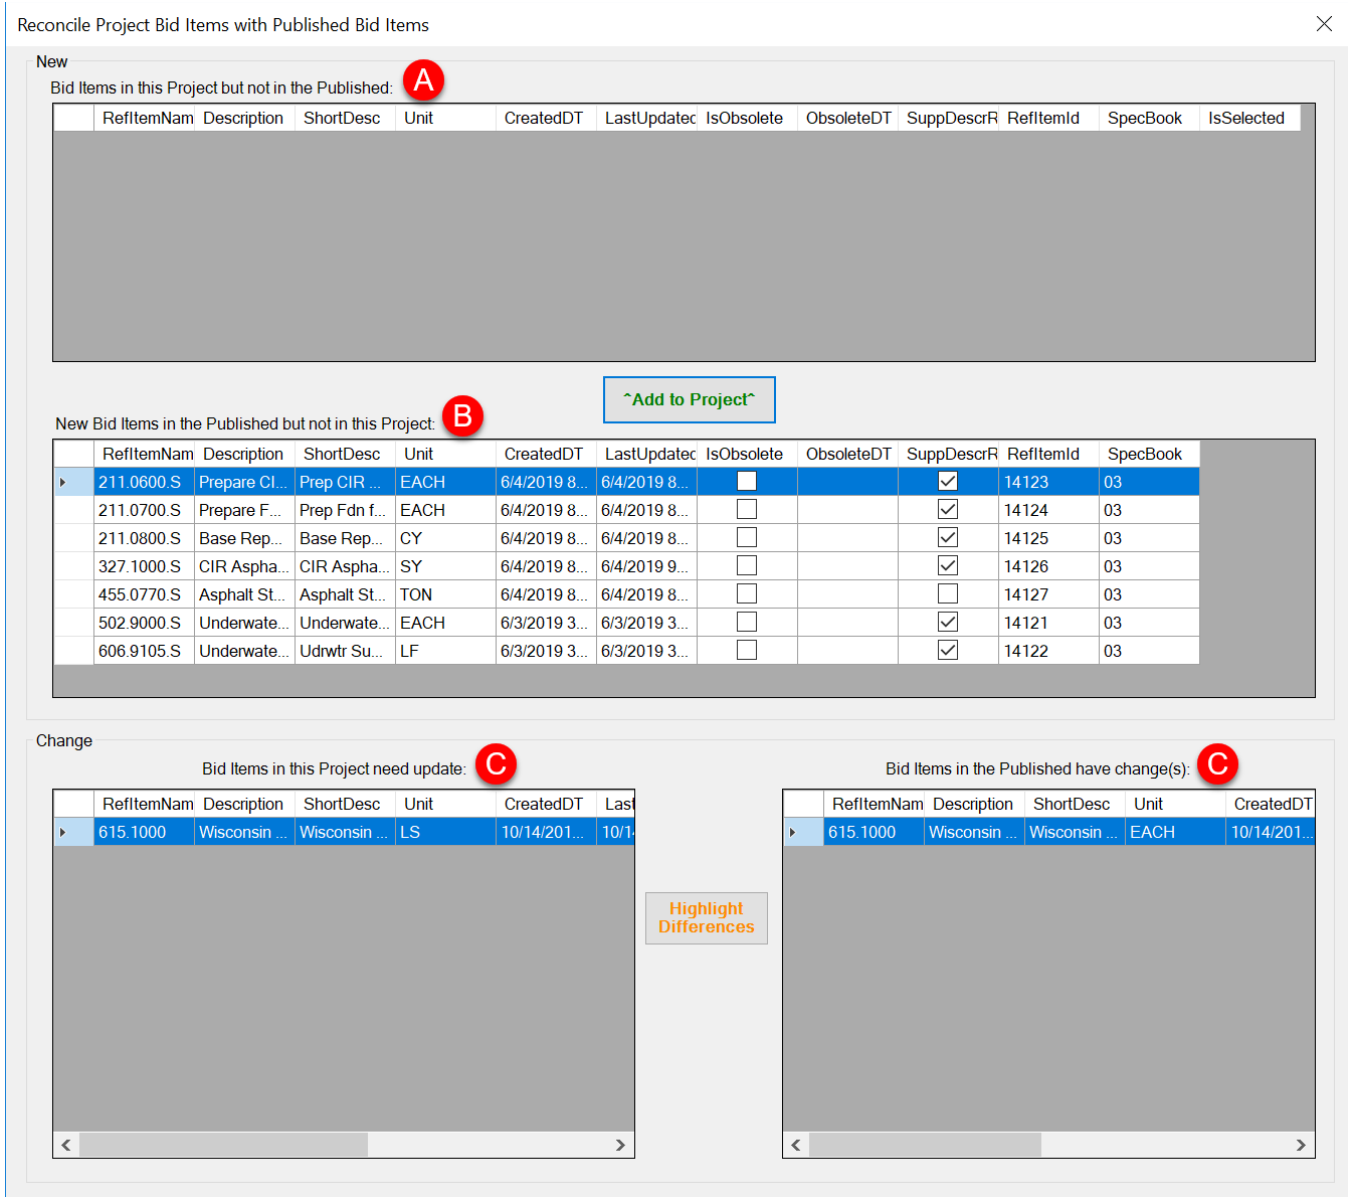 Reconcile Project Bid Items with Published Bid Items
New
Bid Items in this Project but not in the Published: A
RefItemNam Description ShortDesc Unit CreatedDT LastUpdatec IsObsolete ObsoleteDT SuppDescrR RefItemId SpecBook IsSelected
^Add to Project^
New Bid Items in the Published but not in this Project: B
RefItemNam Description ShortDesc Unit CreatedDT LastUpdatec IsObsolete ObsoleteDT SuppDescrR RefItemId SpecBook
211.0600.S Prepare CI... Prep CIR ... EACH 6/4/2019 8... 6/4/2019 8... 14123 03
211.0700.S Prepare F... Prep Fdn f... EACH 6/4/2019 8... 6/4/2019 8... 14124 03
211.0800.S Base Rep... Base Rep... CY 6/4/2019 8... 6/4/2019 8... 14125 03
327.1000.S CIR Aspha... CIR Aspha... SY 6/4/2019 8... 6/4/2019 9... 14126 03
455.0770.S Asphalt St... Asphalt St... TON 6/4/2019 8... 6/4/2019 8... 14127 03
502.9000.S Underwate... Underwate... EACH 6/3/2019 3... 6/3/2019 3... 14121 03
606.9105.S Underwate... Udrwtr Su... LF 6/3/2019 3... 6/3/2019 3... 14122 03
Change
Bid Items in this Project need update: C
Bid Items in the Published have change(s): C
RefItemNam Description ShortDesc Unit CreatedDT Last
615.1000 Wisconsin ... Wisconsin ... LS 10/14/201... 10/1
Highlight
Differences
RefItemNam Description ShortDesc Unit CreatedDT
615.1000 Wisconsin ... Wisconsin ... EACH 10/14/201...